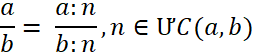 a/b = a:n/b:n, n ∈ ƯC(a, b)